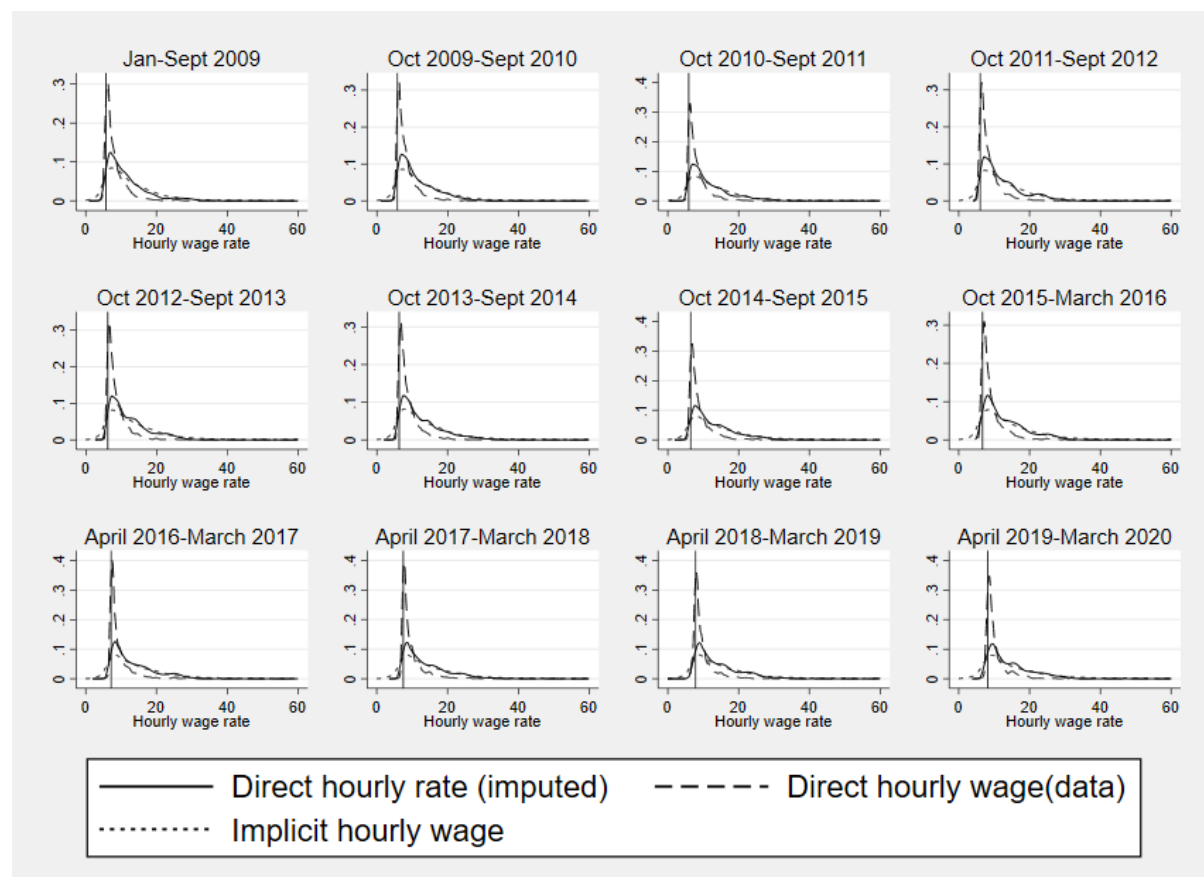 Jan-Sept 2009
0 .1 .2 .3
0 20 40 60
Hourly wage rate
Oct 2009-Sept 2010
0 .1 .2 .3
0 20 40 60
Hourly wage rate
Oct 2010-Sept 2011
0 .1 .2 .3 .4
0 20 40 60
Hourly wage rate
Oct 2011-Sept 2012
0 .1 .2 .3
0 20 40 60
Hourly wage rate
Oct 2012-Sept 2013
0 .1 .2 .3
0 20 40 60
Hourly wage rate
Oct 2013-Sept 2014
0 .1 .2 .3
0 20 40 60
Hourly wage rate
Oct 2014-Sept 2015
0 .1 .2 .3 .4
0 20 40 60
Hourly wage rate
Oct 2015-March 2016
0 .1 .2 .3
0 20 40 60
Hourly wage rate
April 2016-March 2017
0 .1 .2 .3 .4
0 20 40 60
Hourly wage rate
April 2017-March 2018
0 .1 .2 .3 .4
0 20 40 60
Hourly wage rate
April 2018-March 2019
0 .1 .2 .3 .4
0 20 40 60
Hourly wage rate
April 2019-March 2020
0 .1 .2 .3 .4
0 20 40 60
Hourly wage rate
Direct hourly rate (imputed)
Direct hourly wage(data)
Implicit hourly wage